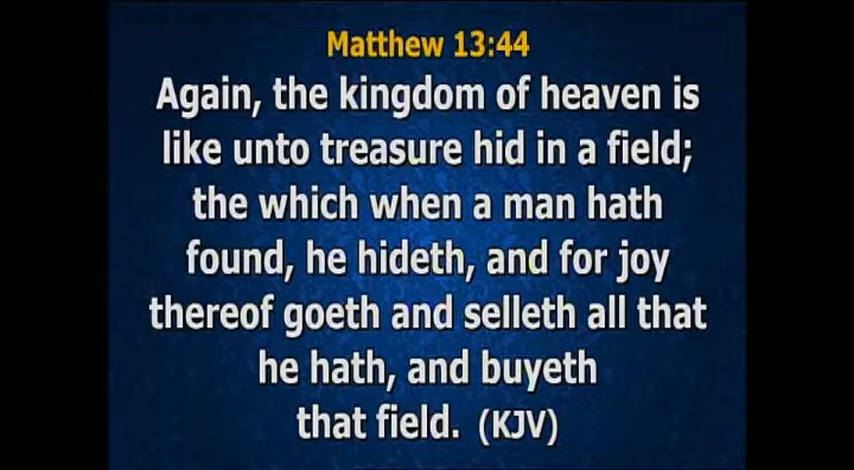 Matthew 13:44
Again, the kingdom of heaven is
like unto treasure hid in a field;
the which when a man hath
found, he hideth, and for joy
thereof goeth and selleth all that
he hath, and buyeth
that field. (KJV)